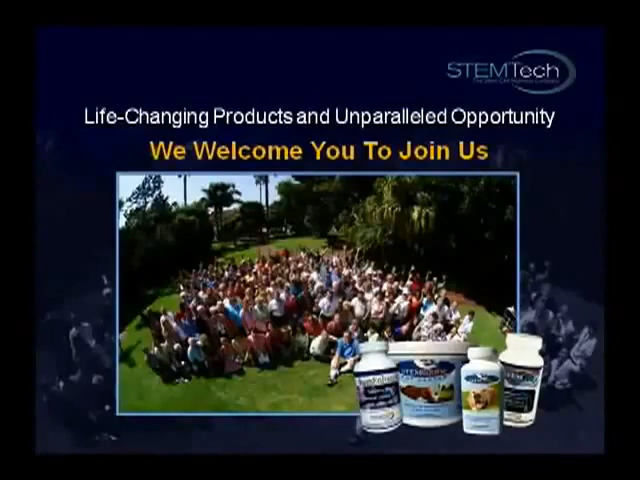 STEMTech
Life-Changing Products and Unparalleled Opportunity
We Welcome You To Join Us